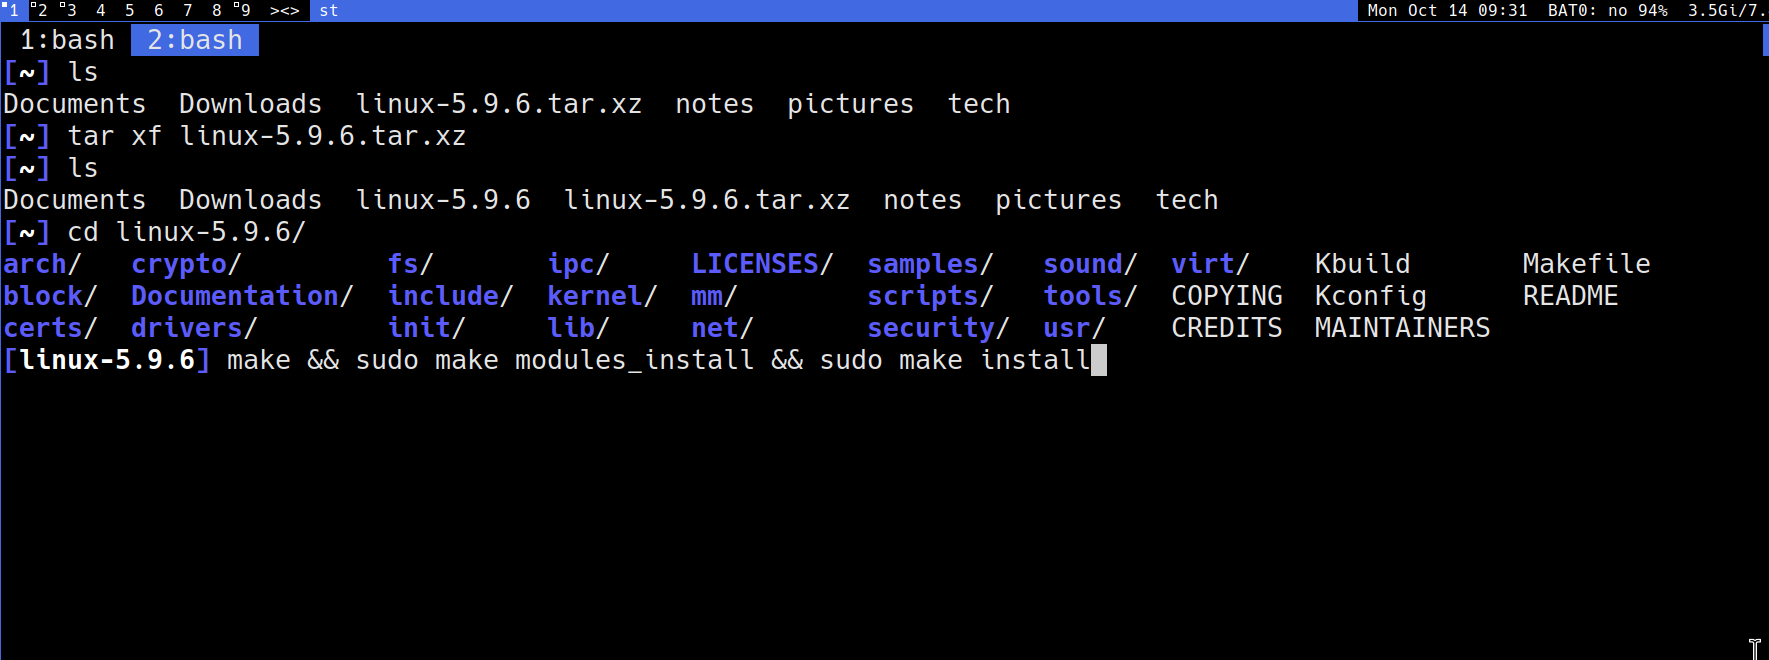 1 2 3 4 5 6 7 8 9 ><> st Mon Oct 14 09:31 BAT0: no 94% 3.5Gi/7.
1:bash 2:bash
[~] ls
Documents Downloads linux-5.9.6.tar.xz notes pictures tech
[~] tar xf linux-5.9.6.tar.xz
[~] ls
Documents Downloads linux-5.9.6 linux-5.9.6.tar.xz notes pictures tech
[~] cd linux-5.9.6/
arch/ crypto/ fs/ ipc/ LICENSES/ samples/ sound/ virt/ Kbuild Makefile
block/ Documentation/ include/ kernel/ mm/ scripts/ tools/ COPYING Kconfig README
certs/ drivers/ init/ lib/ net/ security/ usr/ CREDITS MAINTAINERS
[linux-5.9.6] make && sudo make modules_install && sudo make install